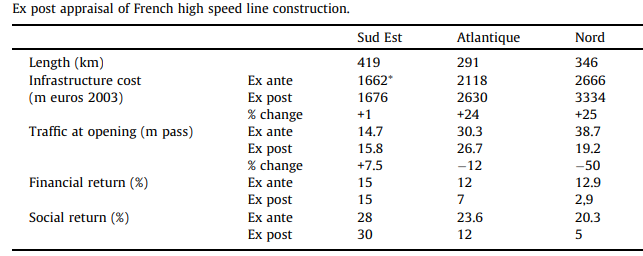 Ex post appraisal of French high speed line construction.
Sud Est Atlantique Nord
Length (km) 419 291 346
Infrastructure cost Ex ante 1662* 2118 2666
(m euros 2003) Ex post 1676 2630 3334
% change +1 +24 +25
Traffic at opening (m pass) Ex ante 14.7 30.3 38.7
Ex post 15.8 26.7 19.2
% change +7.5 −12 −50
Financial return (%) Ex ante 15 12 12.9
Ex post 15 7 2,9
Social return (%) Ex ante 28 23.6 20.3
Ex post 30 12 5